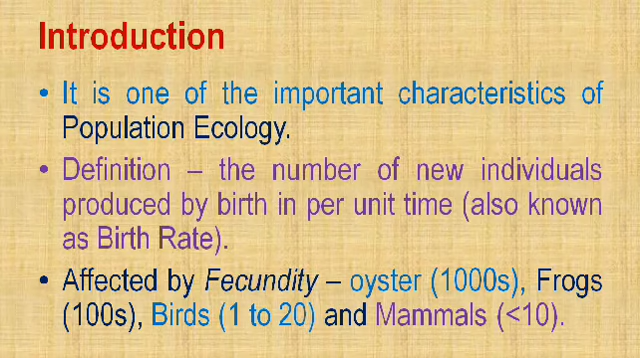 Introduction
• It is one of the important characteristics of
Population Ecology.
• Definition – the number of new individuals
produced by birth in per unit time (also known
as Birth Rate).
• Affected by Fecundity – oyster (1000s), Frogs
(100s), Birds (1 to 20) and Mammals (<10).